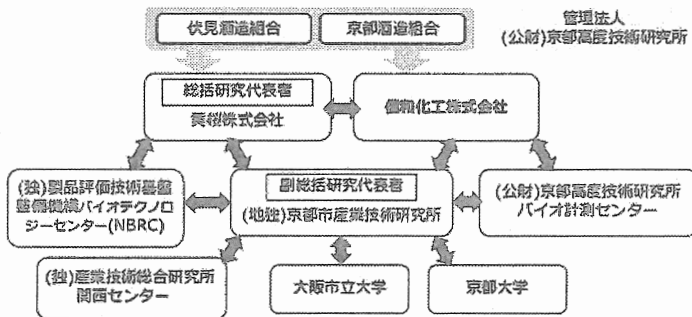 伏見酒造組合
京都酒造組合
管理法人
(公財)京都高度技術研究所
総括研究代表者
黄桜株式会社
信和化工株式会社
(独)製品評価技術基盤
整備機構バイオテクノロ
ジーセンター(NBRC)
副総括研究代表者
(地独)京都市産業技術研究所
(公財)京都高度技術研究所
バイオ計測センター
(独)産業技術総合研究所
関西センター
大阪市立大学
京都大学